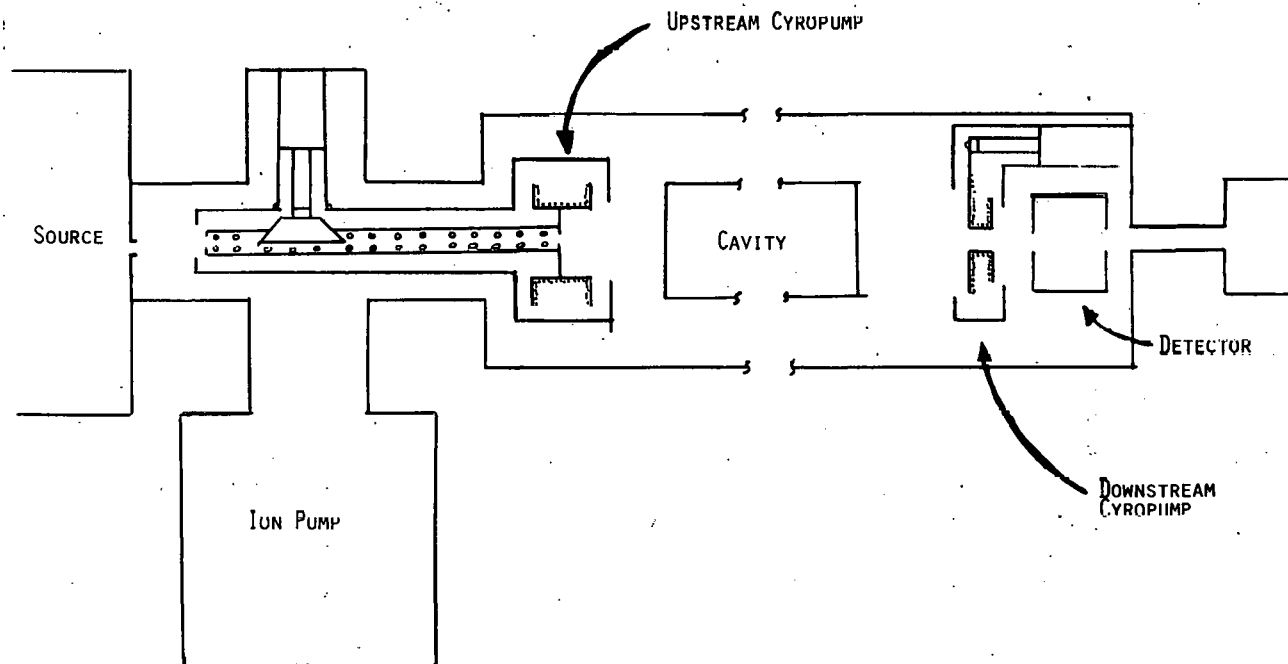 UPSTREAM CYROPUMP
SOURCE
CAVITY
DETECTOR
DOWNSTREAM
CYROPUMP
ION PUMP